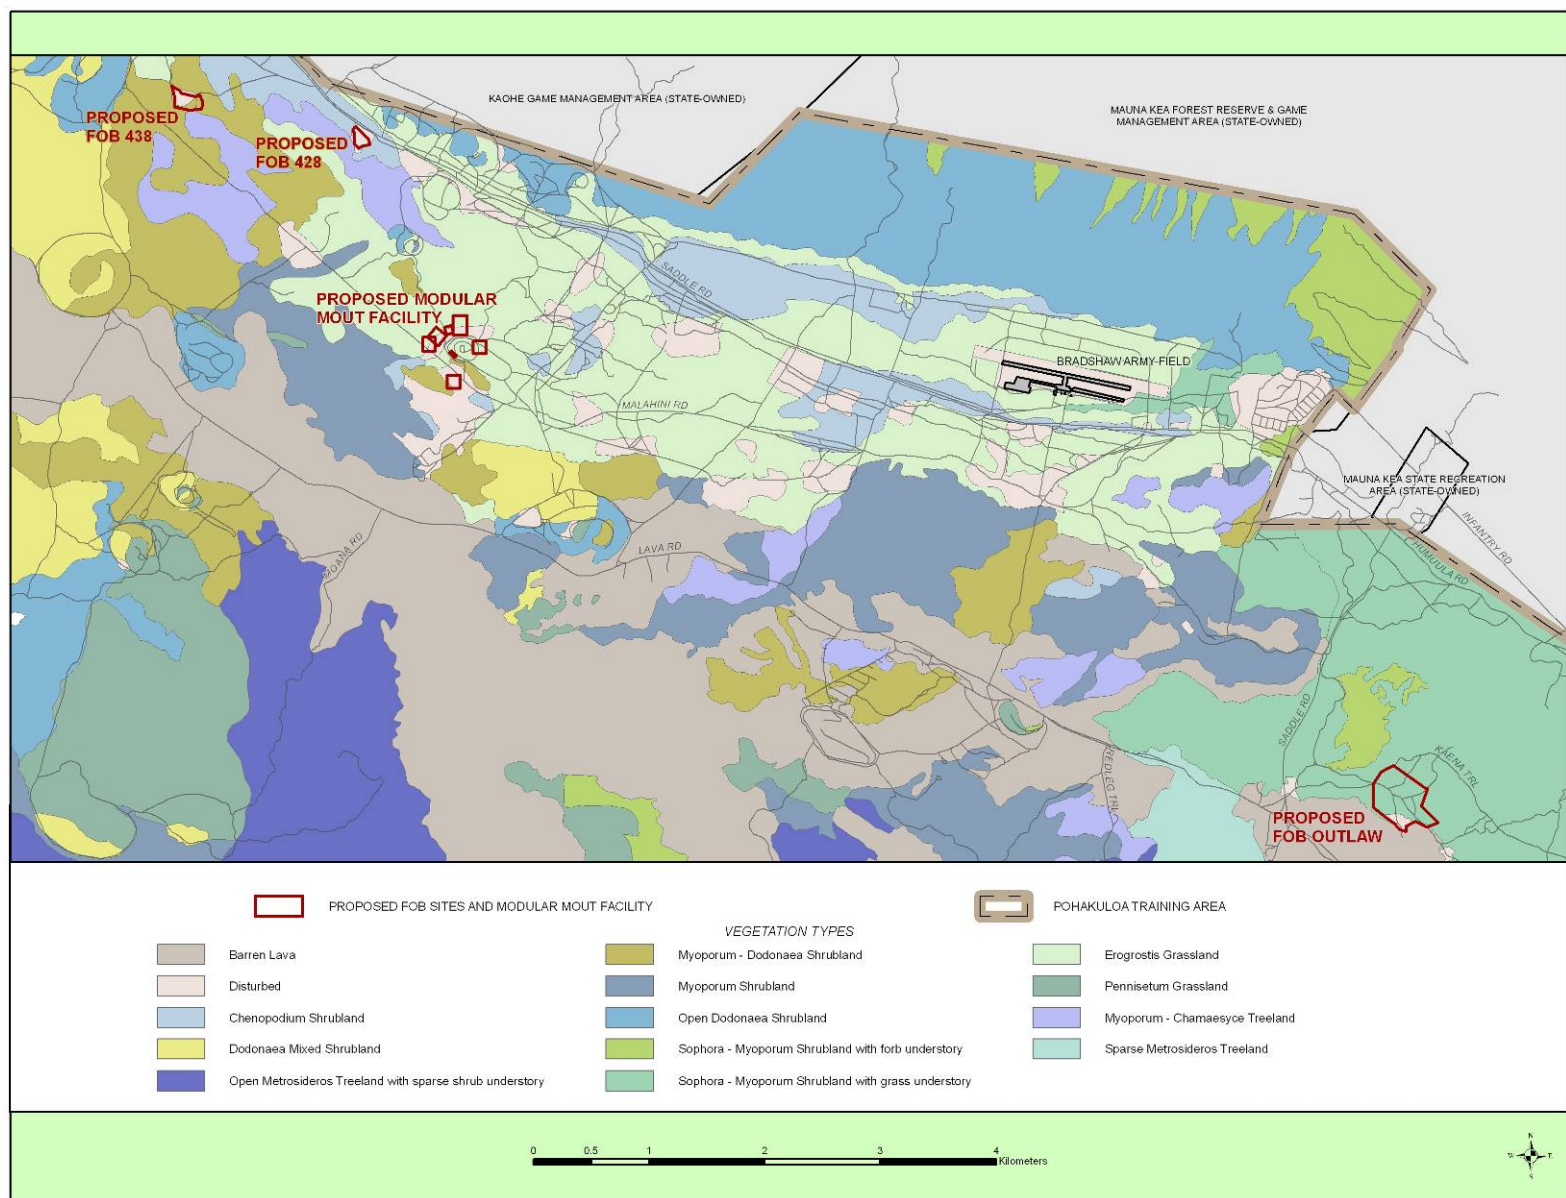 KAOHE GAME MANAGEMENT AREA (STATE-OWNED)
MAUNA KEA FOREST RESERVE & GAME
MANAGEMENT AREA (STATE-OWNED)
PROPOSED
FOB 438
PROPOSED
FOB 428
SADDLE RD
PROPOSED MODULAR
MOUT FACILITY
BRADSHAW ARMY FIELD
MALAHINI RD
MAUNA KEA STATE RECREATION
AREA (STATE-OWNED)
INFANTRY RD
MOANA RD
LAVA RD
HUMUULA RD
SADDLE RD
KAENA TRL
REDLEG TRL
PROPOSED
FOB OUTLAW
PROPOSED FOB SITES AND MODULAR MOUT FACILITY
POHAKULOA TRAINING AREA
VEGETATION TYPES
Barren Lava
Disturbed
Chenopodium Shrubland
Dodonaea Mixed Shrubland
Open Metrosideros Treeland with sparse shrub understory
Myoporum - Dodonaea Shrubland
Myoporum Shrubland
Open Dodonaea Shrubland
Sophora - Myoporum Shrubland with forb understory
Sophora - Myoporum Shrubland with grass understory
Erogrostis Grassland
Pennisetum Grassland
Myoporum - Chamaesyce Treeland
Sparse Metrosideros Treeland
0 0.5 1 2 3 4
Kilometers
N
W E
S